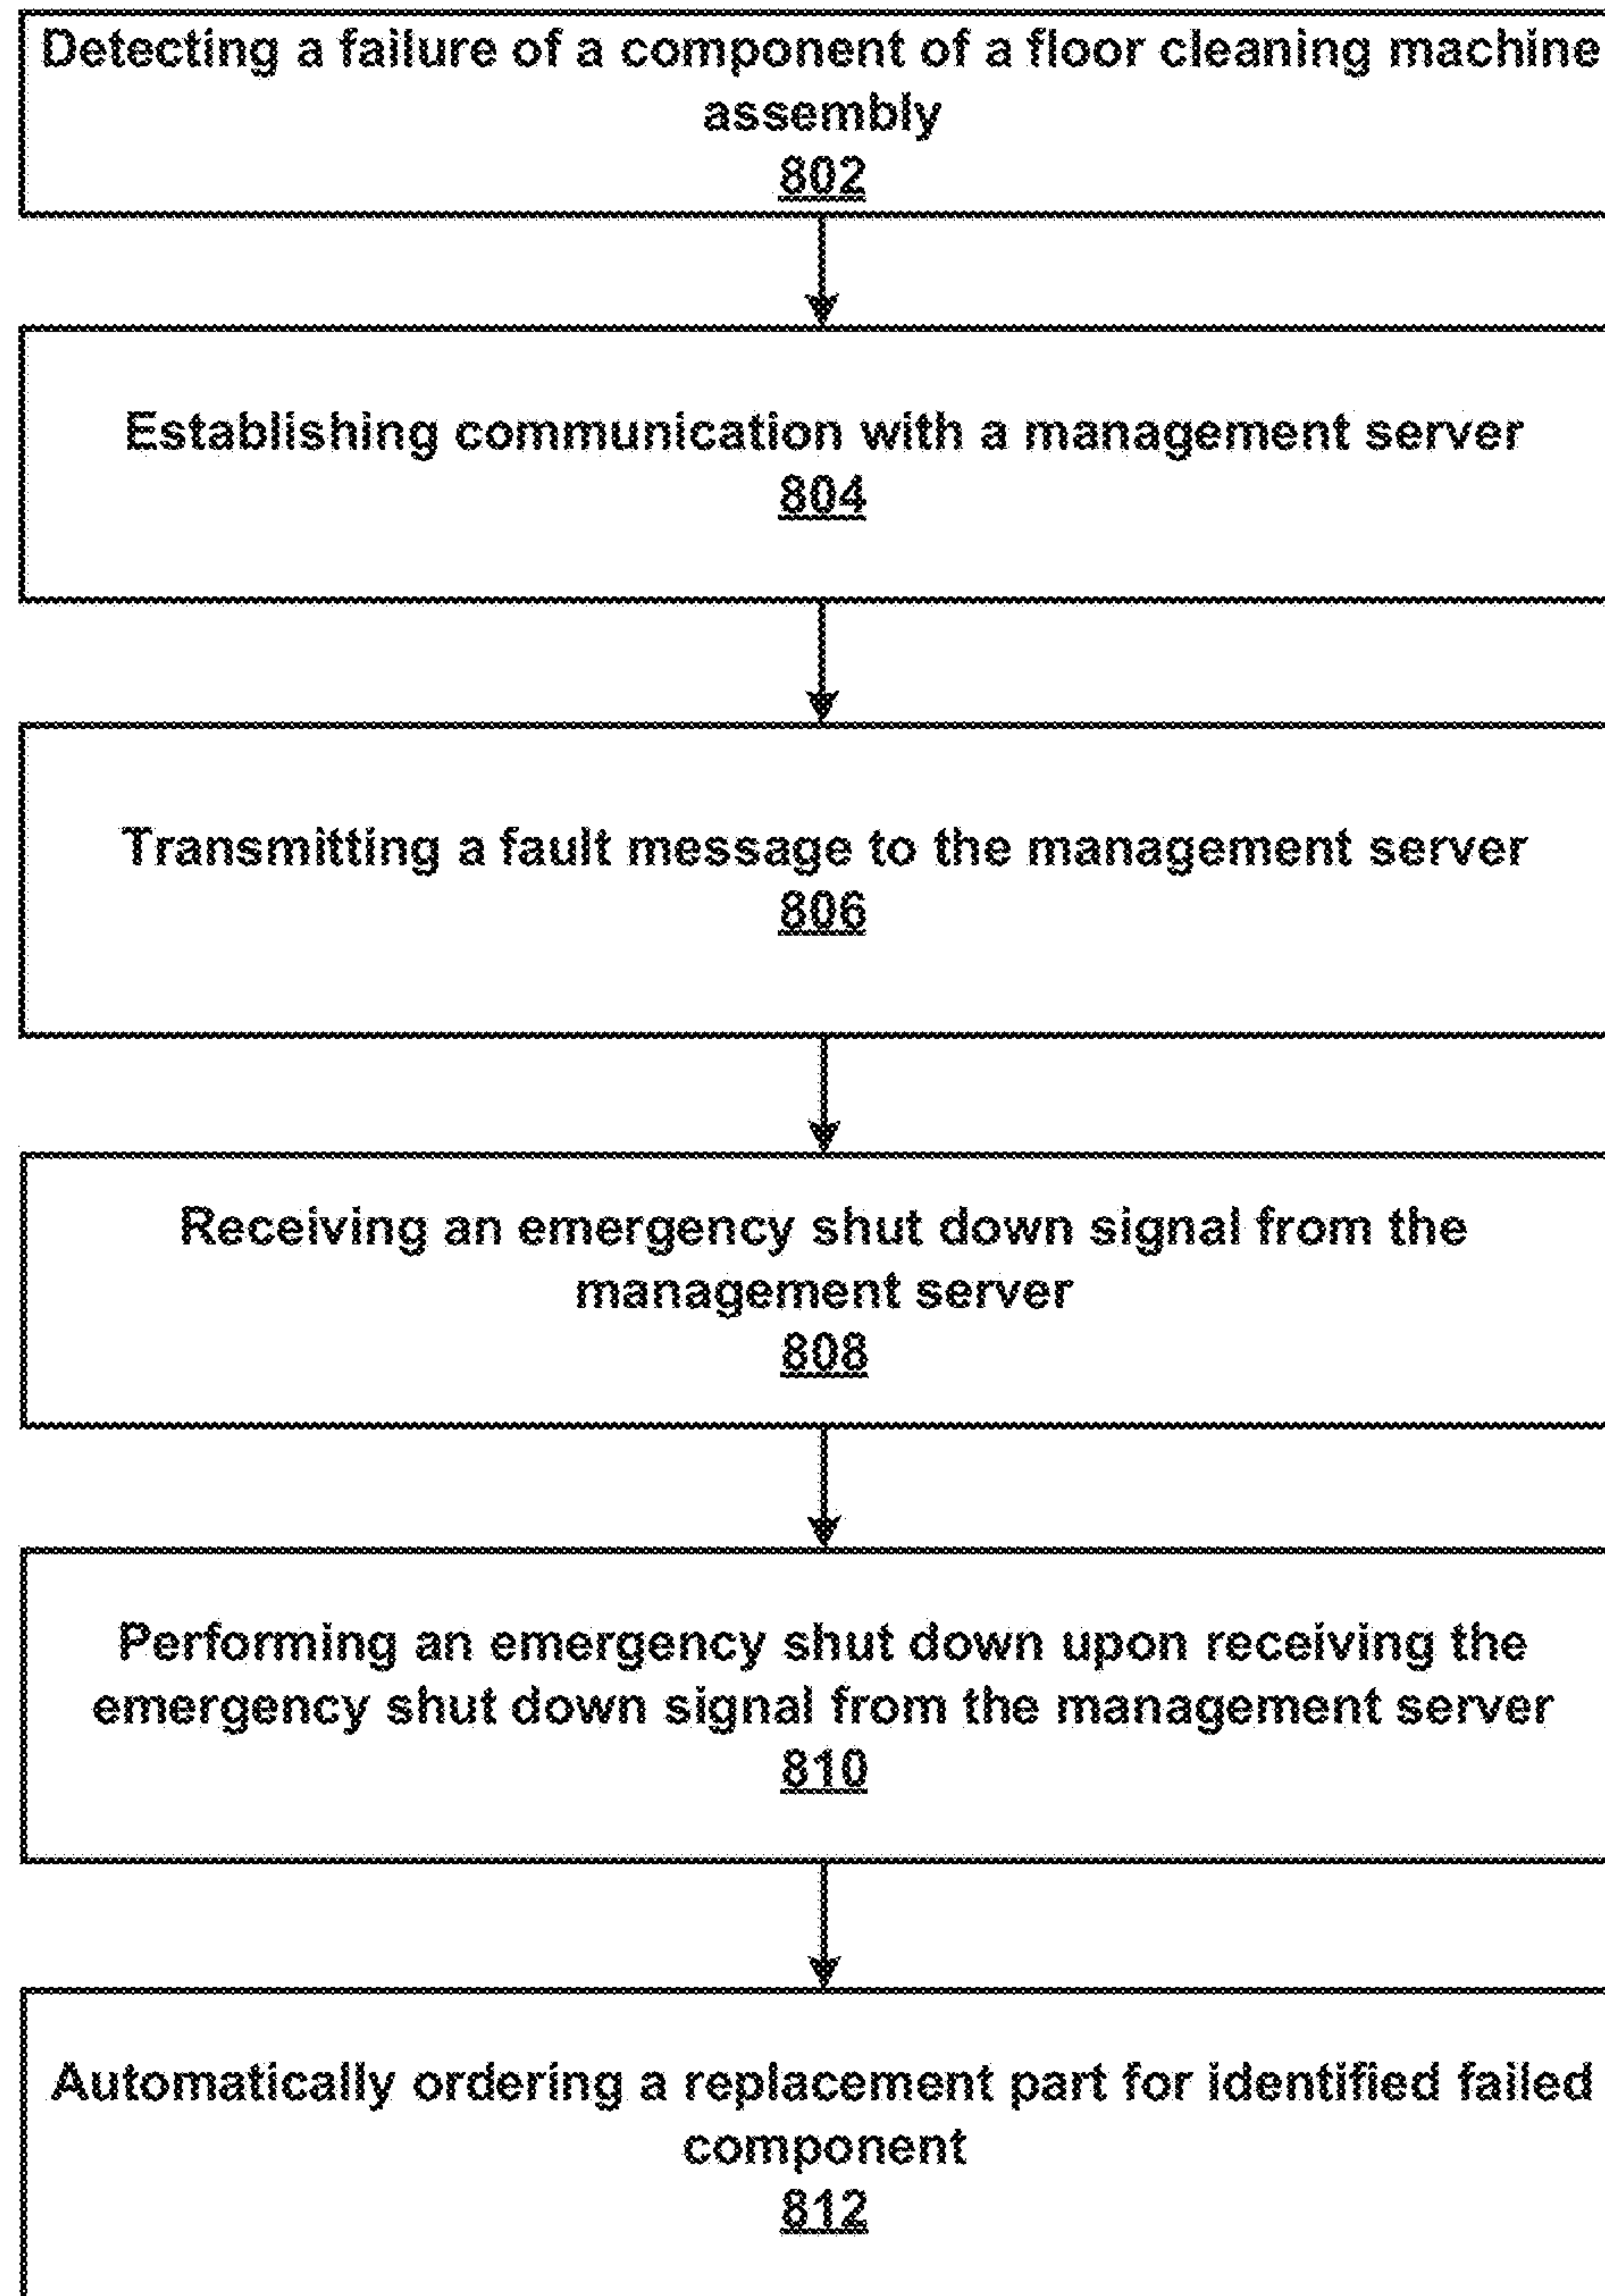 Detecting a failure of a component of a floor cleaning machine
assembly
802
Establishing communication with a management server
804
Transmitting a fault message to the management server
806
Receiving an emergency shut down signal from the
management server
808
Performing an emergency shut down upon receiving the
emergency shut down signal from the management server
810
Automatically ordering a replacement part for identified failed
component
812